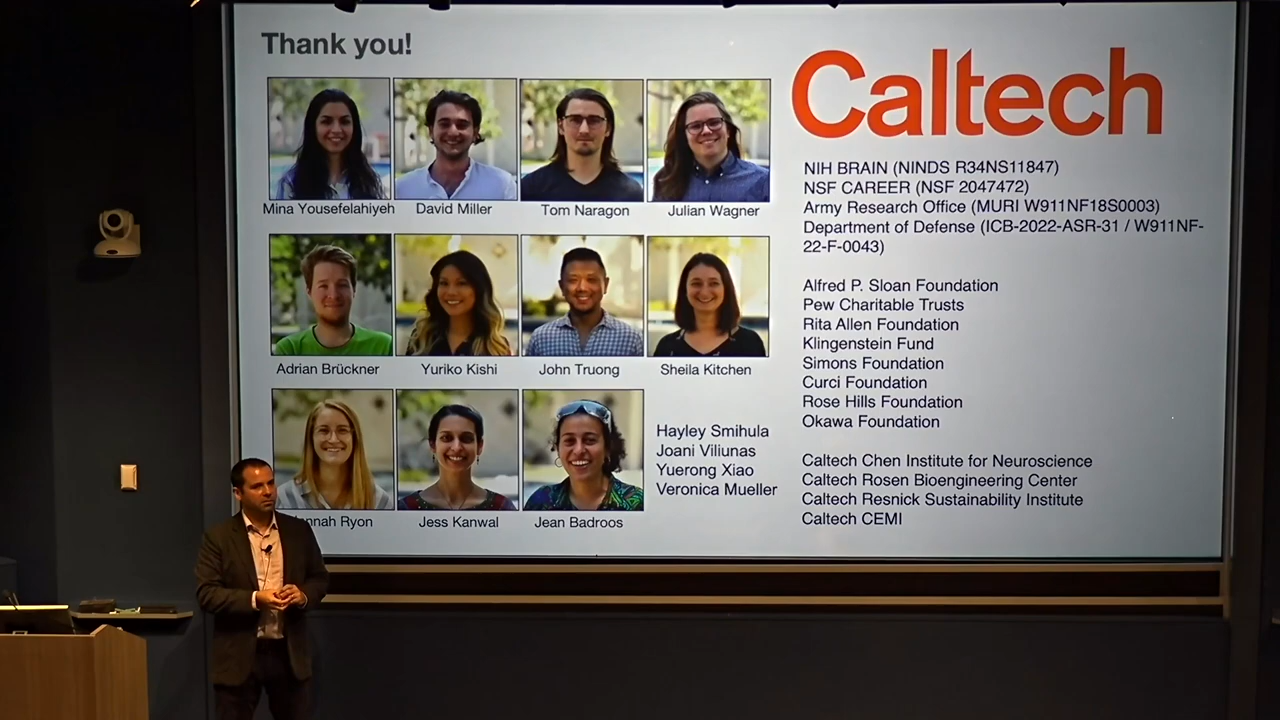 Thank you!
Caltech
Mina Yousefelahiyeh
David Miller
Tom Naragon
Julian Wagner
Adrian Brückner
Yuriko Kishi
John Truong
Sheila Kitchen
nnah Ryon
Jess Kanwal
Jean Badroos
Hayley Smihula
Joani Viliunas
Yuerong Xiao
Veronica Mueller
NIH BRAIN (NINDS R34NS11847)
NSF CAREER (NSF 2047472)
Army Research Office (MURI W911NF18S0003)
Department of Defense (ICB-2022-ASR-31 / W911NF-
22-F-0043)
Alfred P. Sloan Foundation
Pew Charitable Trusts
Rita Allen Foundation
Klingenstein Fund
Simons Foundation
Curci Foundation
Rose Hills Foundation
Okawa Foundation
Caltech Chen Institute for Neuroscience
Caltech Rosen Bioengineering Center
Caltech Resnick Sustainability Institute
Caltech CEMI